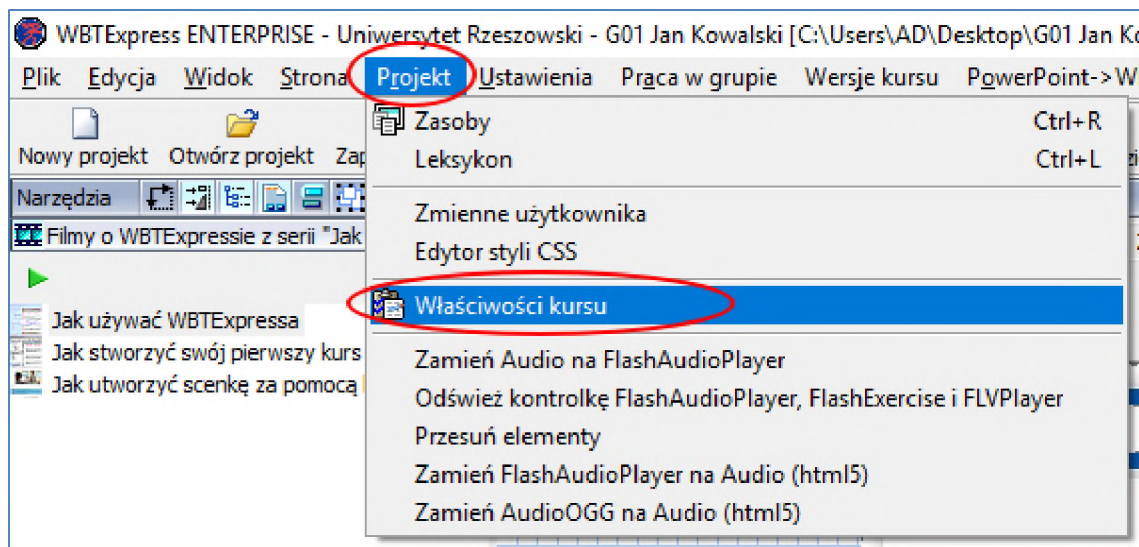 WBTExpress ENTERPRISE - Uniwersytet Rzeszowski - G01 Jan Kowalski [C:\Users\AD\Desktop\G01 Jan
Plik Edycja Widok Strona Projekt Ustawienia Praca w grupie Wersje kursu PowerPoint->W
Nowy projekt Otwórz projekt Zap
Narzędzia
Filmy o WBTExpressie z serii "Jak
Jak używać WBTExpressa
Jak stworzyć swój pierwszy kurs
Jak utworzyć scenkę za pomocą
Zasoby Ctrl+R
Leksykon Ctrl+L
Zmienne użytkownika
Edytor styli CSS
Właściwości kursu
Zamień Audio na FlashAudioPlayer
Odśwież kontrolkę FlashAudioPlayer, FlashExercise i FLVPlayer
Przesuń elementy
Zamień FlashAudioPlayer na Audio (html5)
Zamień AudioOGG na Audio (html5)